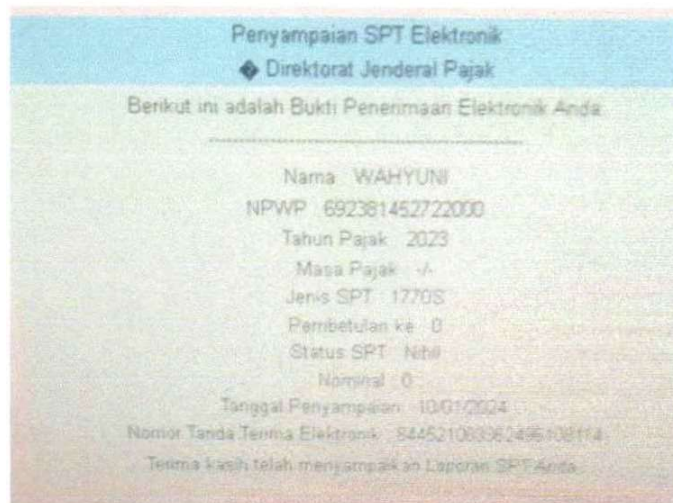 Penyampaian SPT Elektronik
� Direktorat Jenderal Pajak
Berikut ini adalah Bukti Penerimaan Elektronik Anda
Nama WAHYUNI
NPWP 692381452722000
Tahun Pajak 2023
Masa Pajak -/-
Jenis SPT 1770S
Pembetulan ke 0
Status SPT Nihil
Nominal 0
Tanggal Penyampaian 10/01/2024
Nomor Tanda Terima Elektronik
Terima kasih telah menyampaikan Laporan SPT Anda